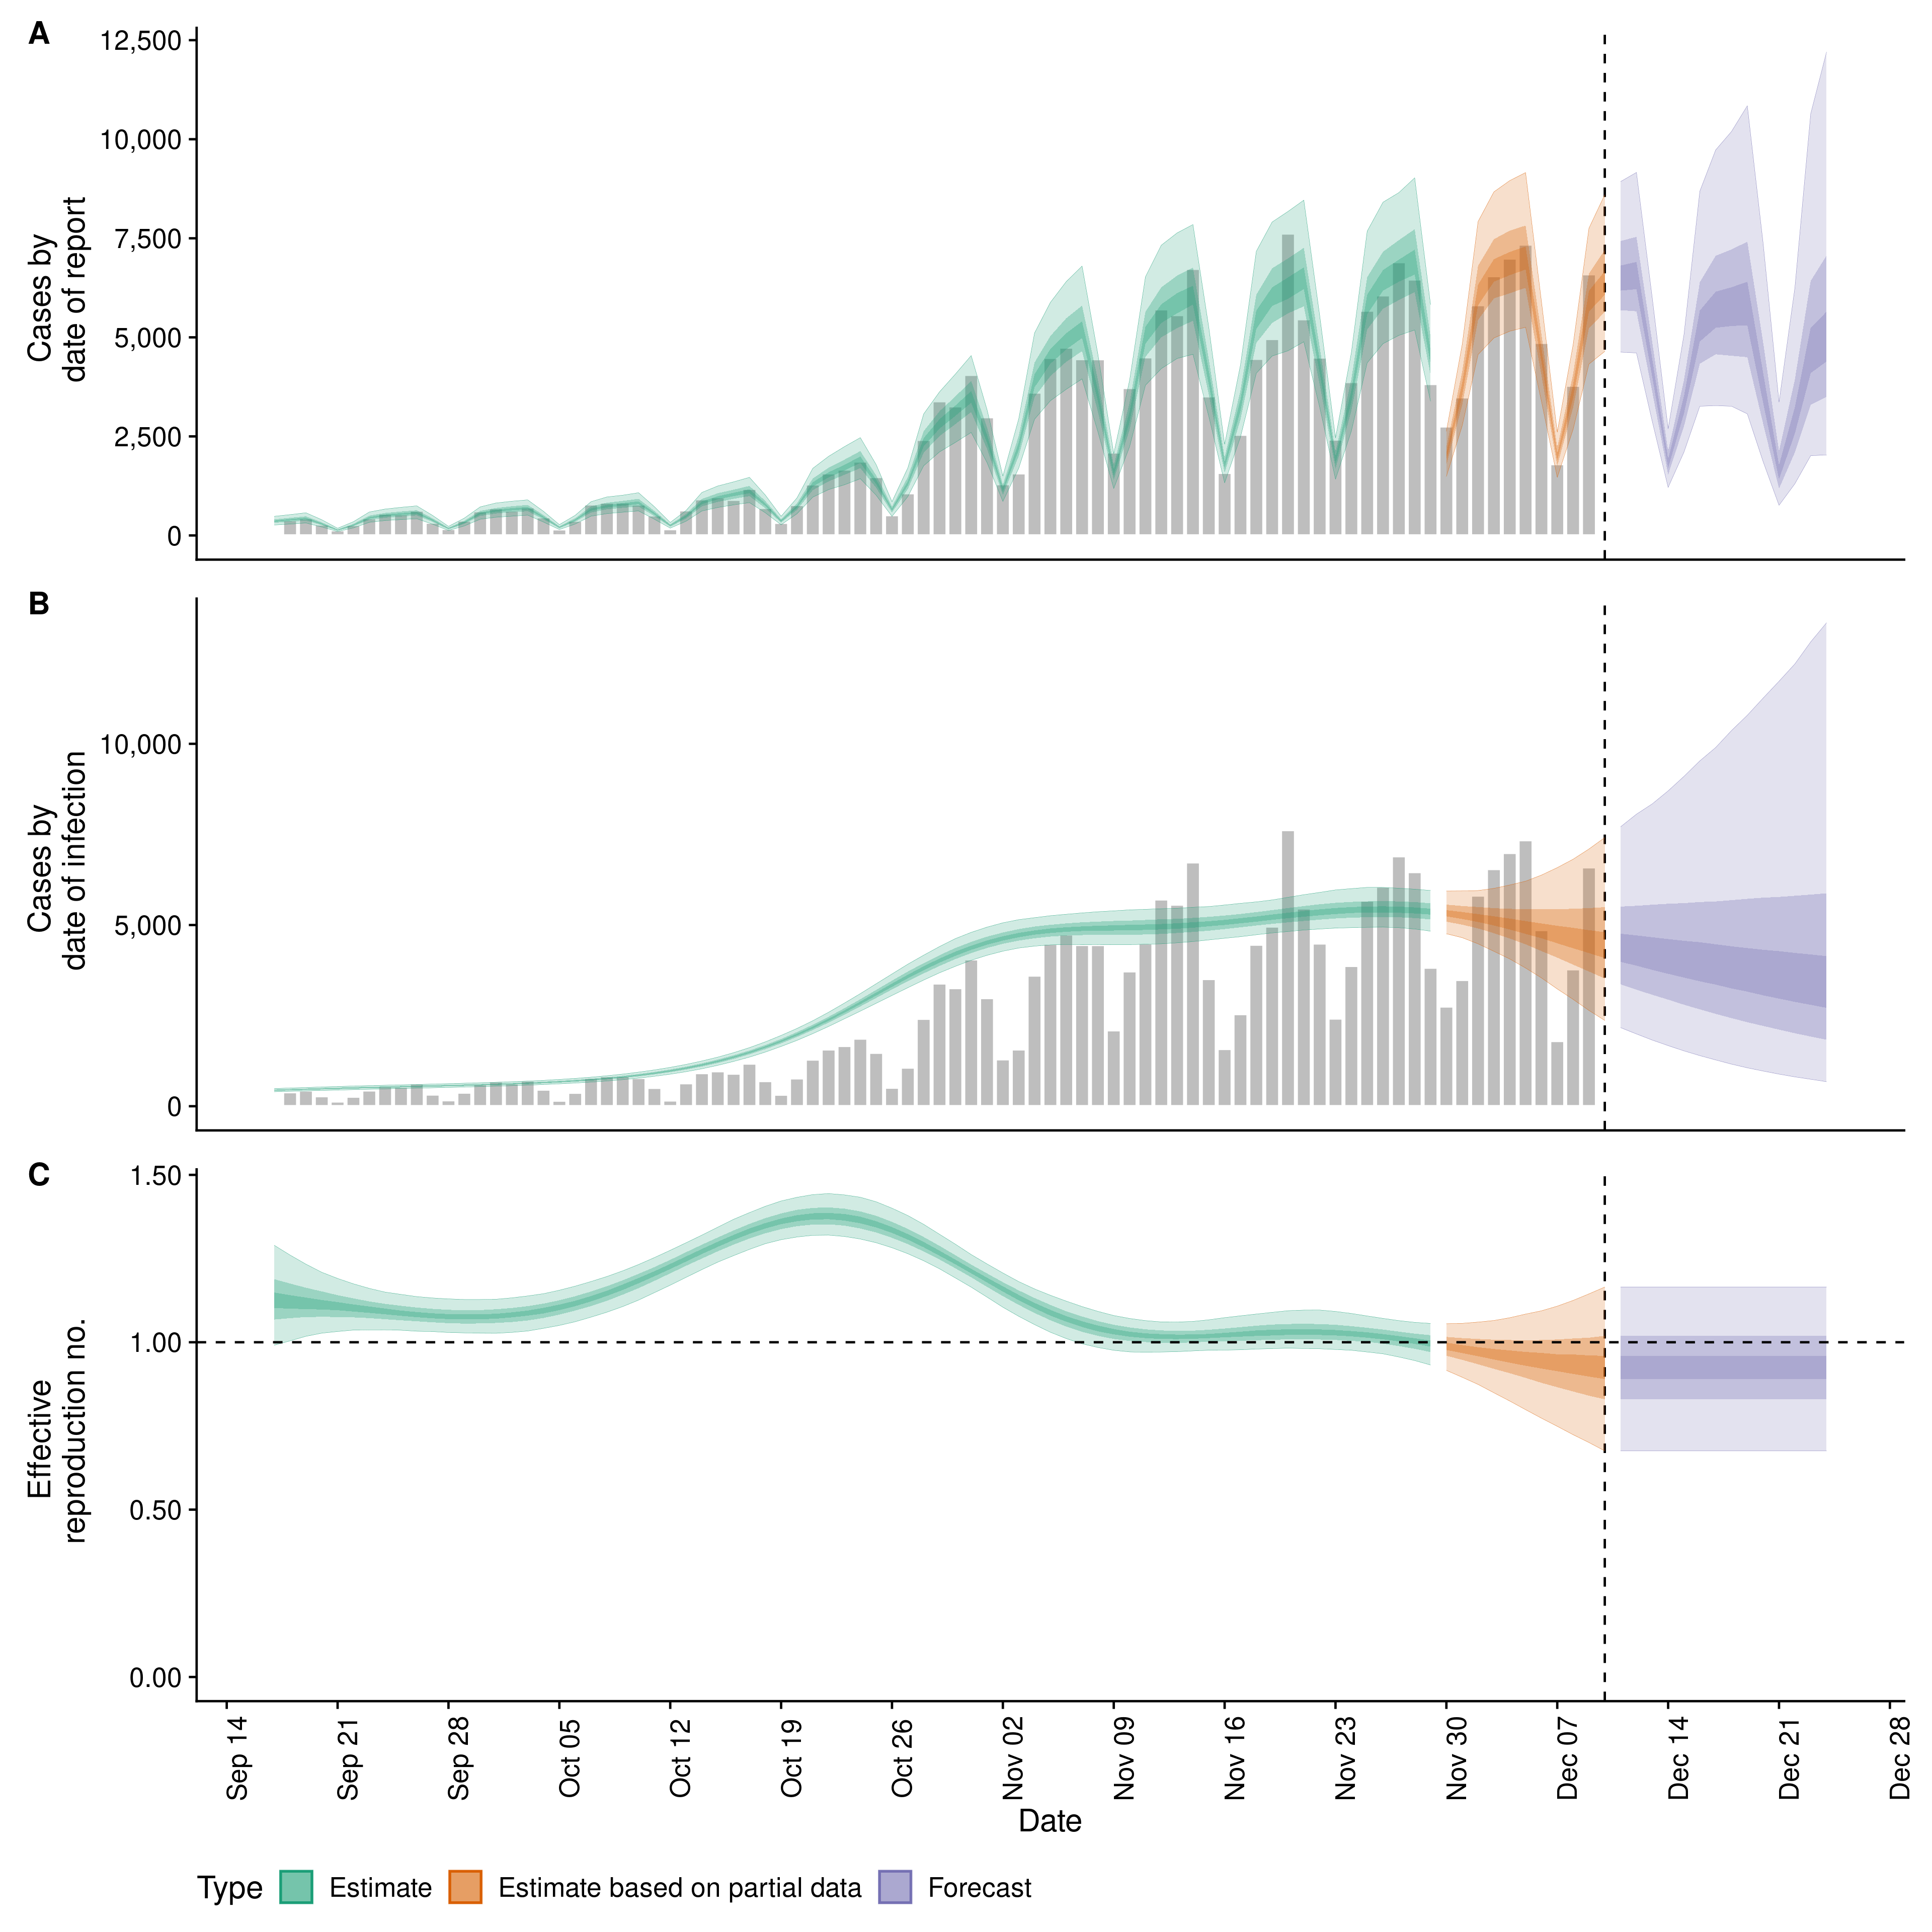 A
12,500
10,000
7,500
5,000
2,500
0
Cases by
date of report
B
10,000
5,000
0
Cases by
date of infection
C
1.50
1.00
0.50
0.00
Effective
reproduction no.
Sep 14
Sep 21
Sep 28
Oct 05
Oct 12
Oct 19
Oct 26
Nov 02
Nov 09
Nov 16
Nov 23
Nov 30
Dec 07
Dec 14
Dec 21
Dec 28
Date
Type Estimate Estimate based on partial data Forecast